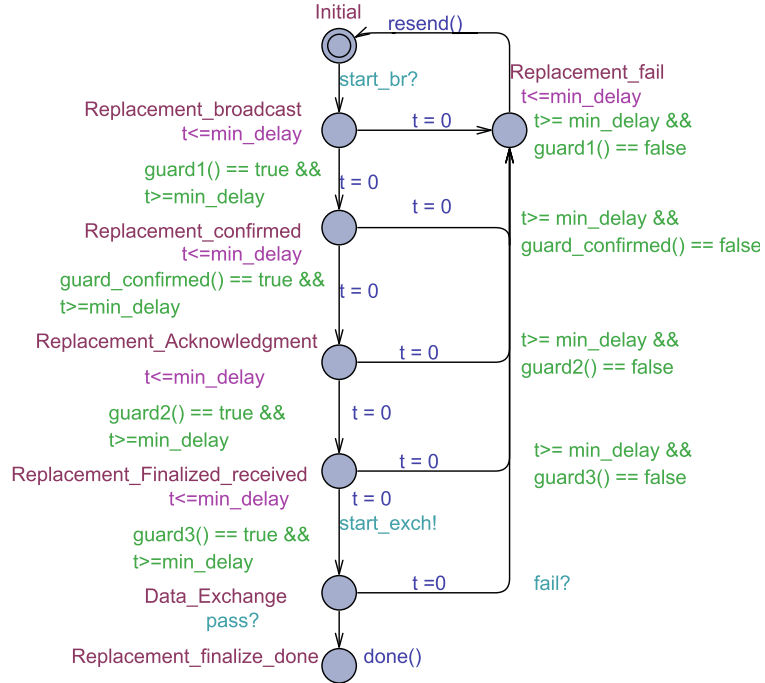 Initial
resend()
start_br?
Replacement_fail
t<=min_delay
Replacement_broadcast
t<=min_delay
t = 0
t>= min_delay &&
guard1() == false
guard1() == true &&
t>=min_delay
t = 0
Replacement_confirmed
t<=min_delay
t = 0
t>= min_delay &&
guard_confirmed() == false
guard_confirmed() == true &&
t>=min_delay
t = 0
Replacement_Acknowledgment
t<=min_delay
t = 0
t>= min_delay &&
guard2() == false
guard2() == true &&
t>=min_delay
t = 0
Replacement_Finalized_received
t<=min_delay
t = 0
t>= min_delay &&
guard3() == false
t = 0
start_exch!
guard3() == true &&
t>=min_delay
Data_Exchange
t =0
fail?
pass?
Replacement_finalize_done
done()